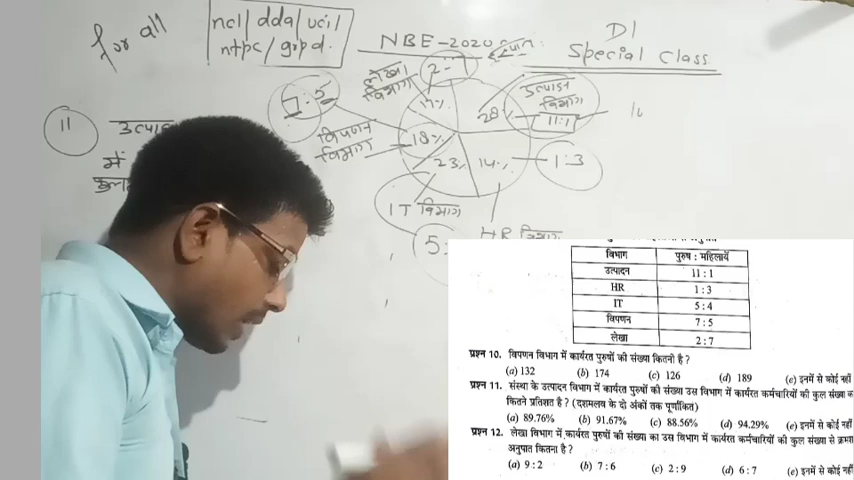 for all
ncl/dda/uci/
ntpc/gipd.
NBE-2020
DI
Special class
लेखा
विभाग
2:7
7:5
11%
28%
उत्पादन
विभाग
11:1
विपणन
विभाग
18%
23%
14%
1:3
IT विभाग
HR विभाग
5:
11
उत्पाद
में
कुल
विभाग पुरुष : महिलायें
उत्पादन 11 : 1
HR 1 : 3
IT 5 : 4
विपणन 7 : 5
लेखा 2 : 7
प्रश्न 10. विपणन विभाग में कार्यरत पुरुषों की संख्या कितनी है ?
(a) 132 (b) 174 (c) 126 (d) 189 (e) इनमें से कोई नहीं
प्रश्न 11. संस्था के उत्पादन विभाग में कार्यरत पुरुषों की संख्या उस विभाग में कार्यरत कर्मचारियों की कुल संख्या क
कितने प्रतिशत है ? (दशमलव के दो अंकों तक पूर्णांकित)
(a) 89.76% (b) 91.67% (c) 88.56% (d) 94.29% (e) इनमें से कोई नहीं
प्रश्न 12. लेखा विभाग में कार्यरत पुरुषों की संख्या का उस विभाग में कार्यरत कर्मचारियों की कुल संख्या से क्रमश
अनुपात कितना है ?
(a) 9 : 2 (b) 7 : 6 (c) 2 : 9 (d) 6 : 7 (e) इनमें से कोई नहीं